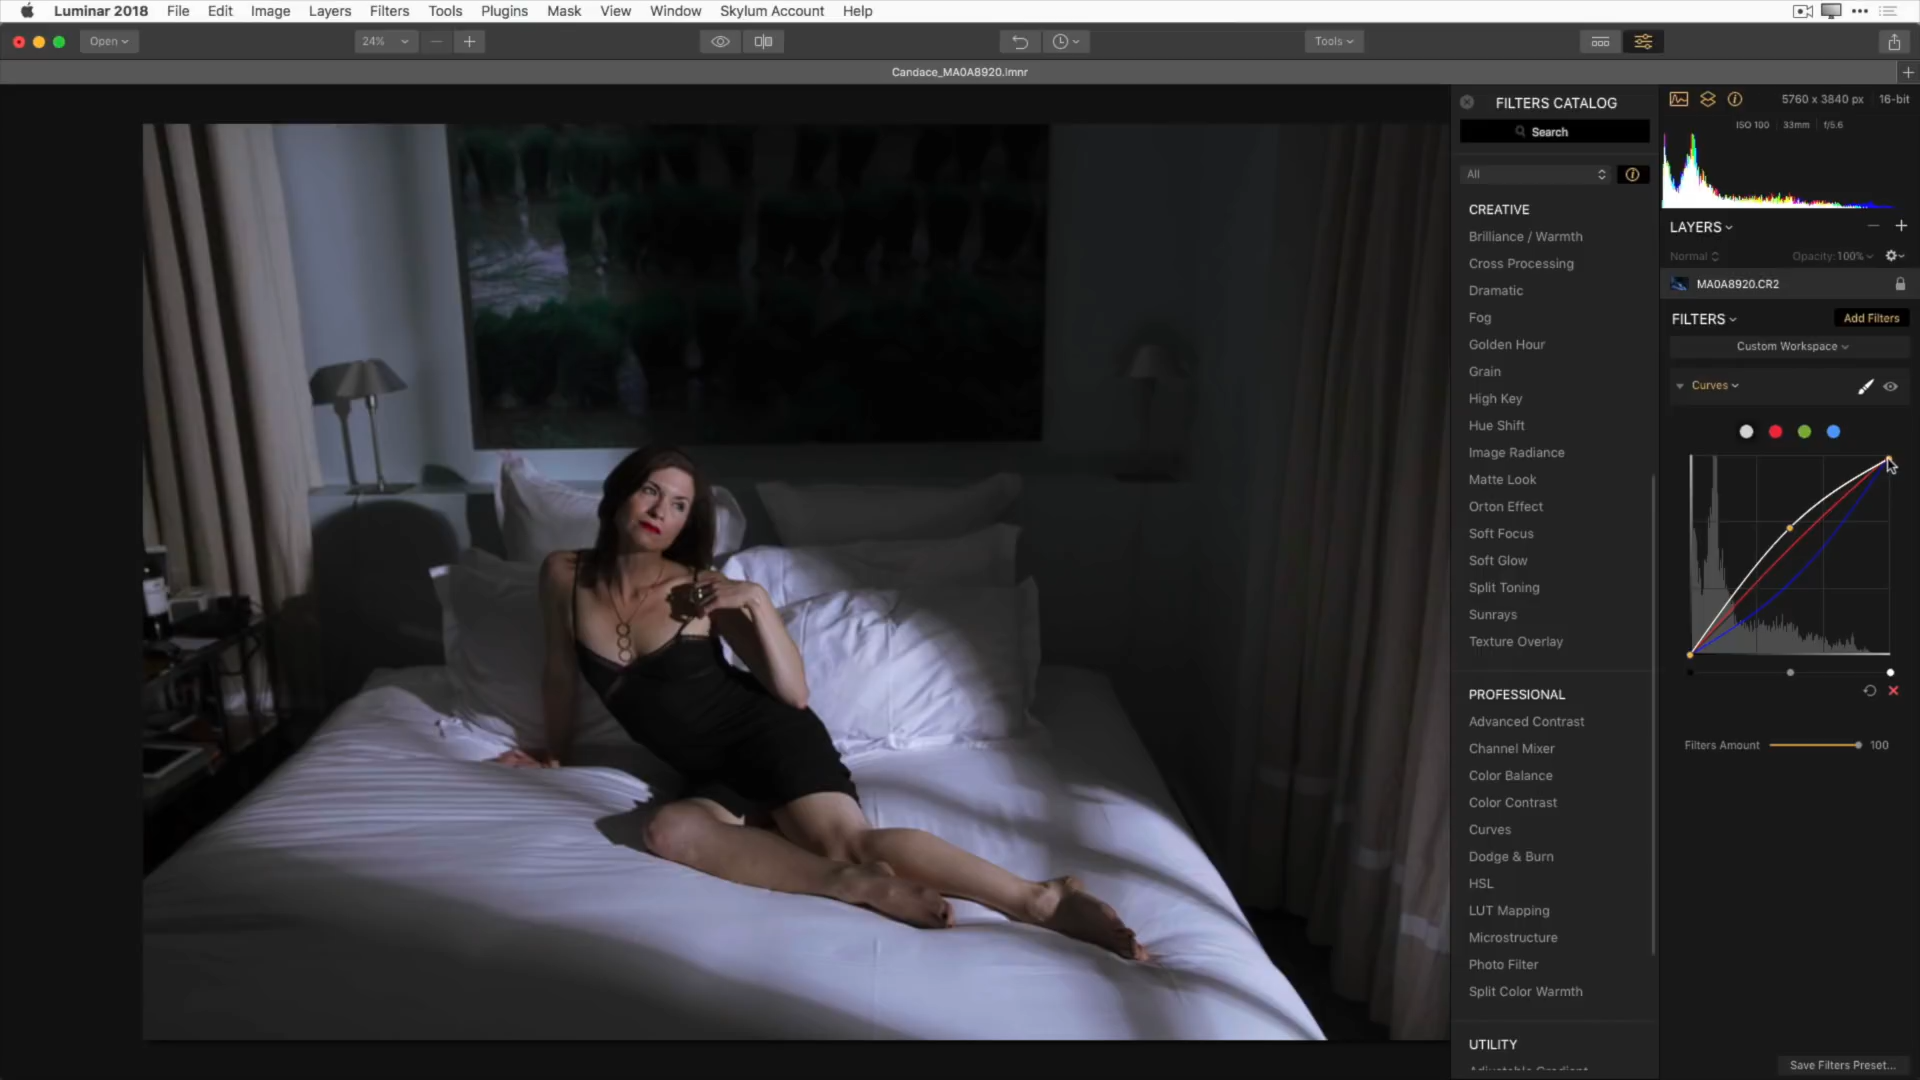 Luminar 2018 File Edit Image Layers Filters Tools Plugins Mask View Window Skylum Account Help
Open 24% Tools
Candace_MA0A8920.lmnr
FILTERS CATALOG
Search
All
CREATIVE
Brilliance / Warmth
Cross Processing
Dramatic
Fog
Golden Hour
Grain
High Key
Hue Shift
Image Radiance
Matte Look
Orton Effect
Soft Focus
Soft Glow
Split Toning
Sunrays
Texture Overlay
PROFESSIONAL
Advanced Contrast
Channel Mixer
Color Balance
Color Contrast
Curves
Dodge & Burn
HSL
LUT Mapping
Microstructure
Photo Filter
Split Color Warmth
UTILITY
5760 x 3840 px 16-bit
ISO 100 33mm f/5.6
LAYERS
Normal Opacity: 100%
MA0A8920.CR2
FILTERS Add Filters
Custom Workspace
Curves
Filters Amount 100
Save Filters Preset...